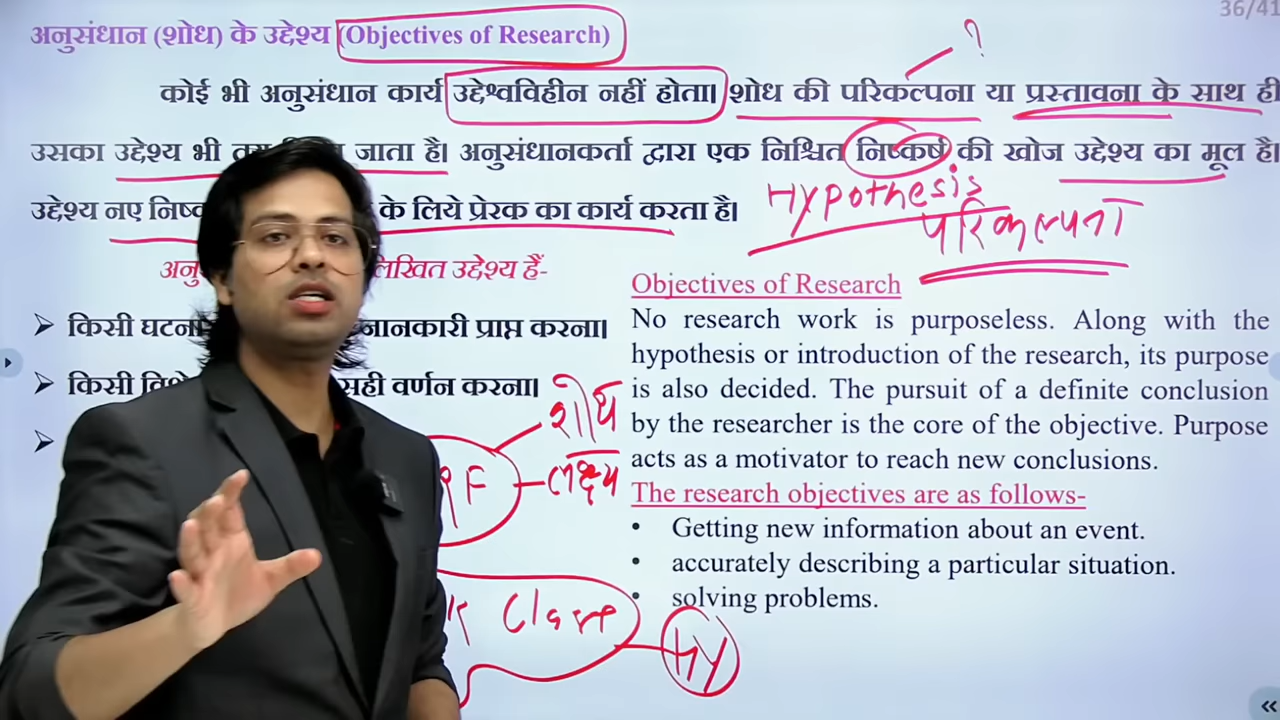 36/41
अनुसंधान (शोध) के उद्देश्य (Objectives of Research)
?
कोई भी अनुसंधान कार्य उद्देश्वविहीन नहीं होता। शोध की परिकल्पना या प्रस्तावना के साथ ही
उसका उद्देश्य भी जाता है। अनुसंधानकर्ता द्वारा एक निश्चित निष्कर्ष की खोज उद्देश्य का मूल है।
उद्देश्य नए के लिये प्रेरक का कार्य करता है।
Hypothesis
परिकल्पना
उद्देश्य हैं-
किसी प्राप्त करना।
किसी सही वर्णन करना।
शोध
लक्ष्य
Class
Hy
Objectives of Research
No research work is purposeless. Along with the
hypothesis or introduction of the research, its purpose
is also decided. The pursuit of a definite conclusion
by the researcher is the core of the objective. Purpose
acts as a motivator to reach new conclusions.
The research objectives are as follows-
• Getting new information about an event.
• accurately describing a particular situation.
• solving problems.